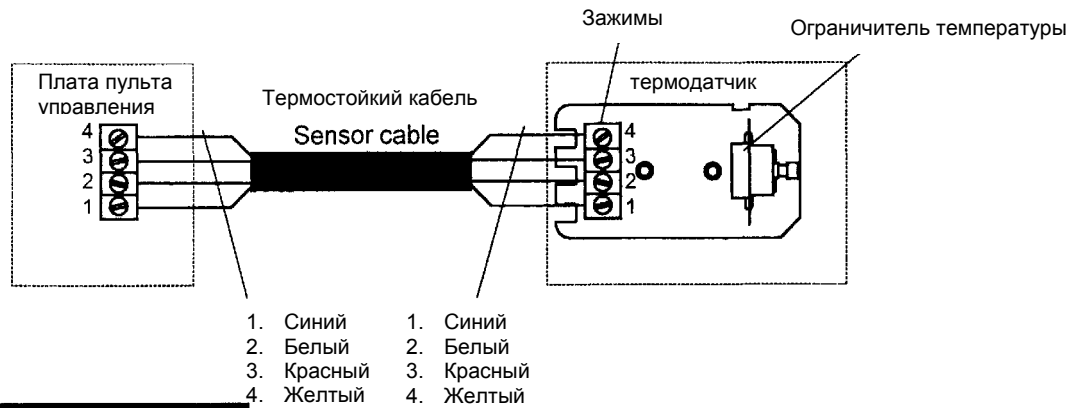 Зажимы
Ограничитель температуры
Плата пульта
управления
термодатчик
Термостойкий кабель
Sensor cable
4
3
2
1
4
3
2
1
1. Синий
2. Белый
3. Красный
4. Желтый
1. Синий
2. Белый
3. Красный
4. Желтый